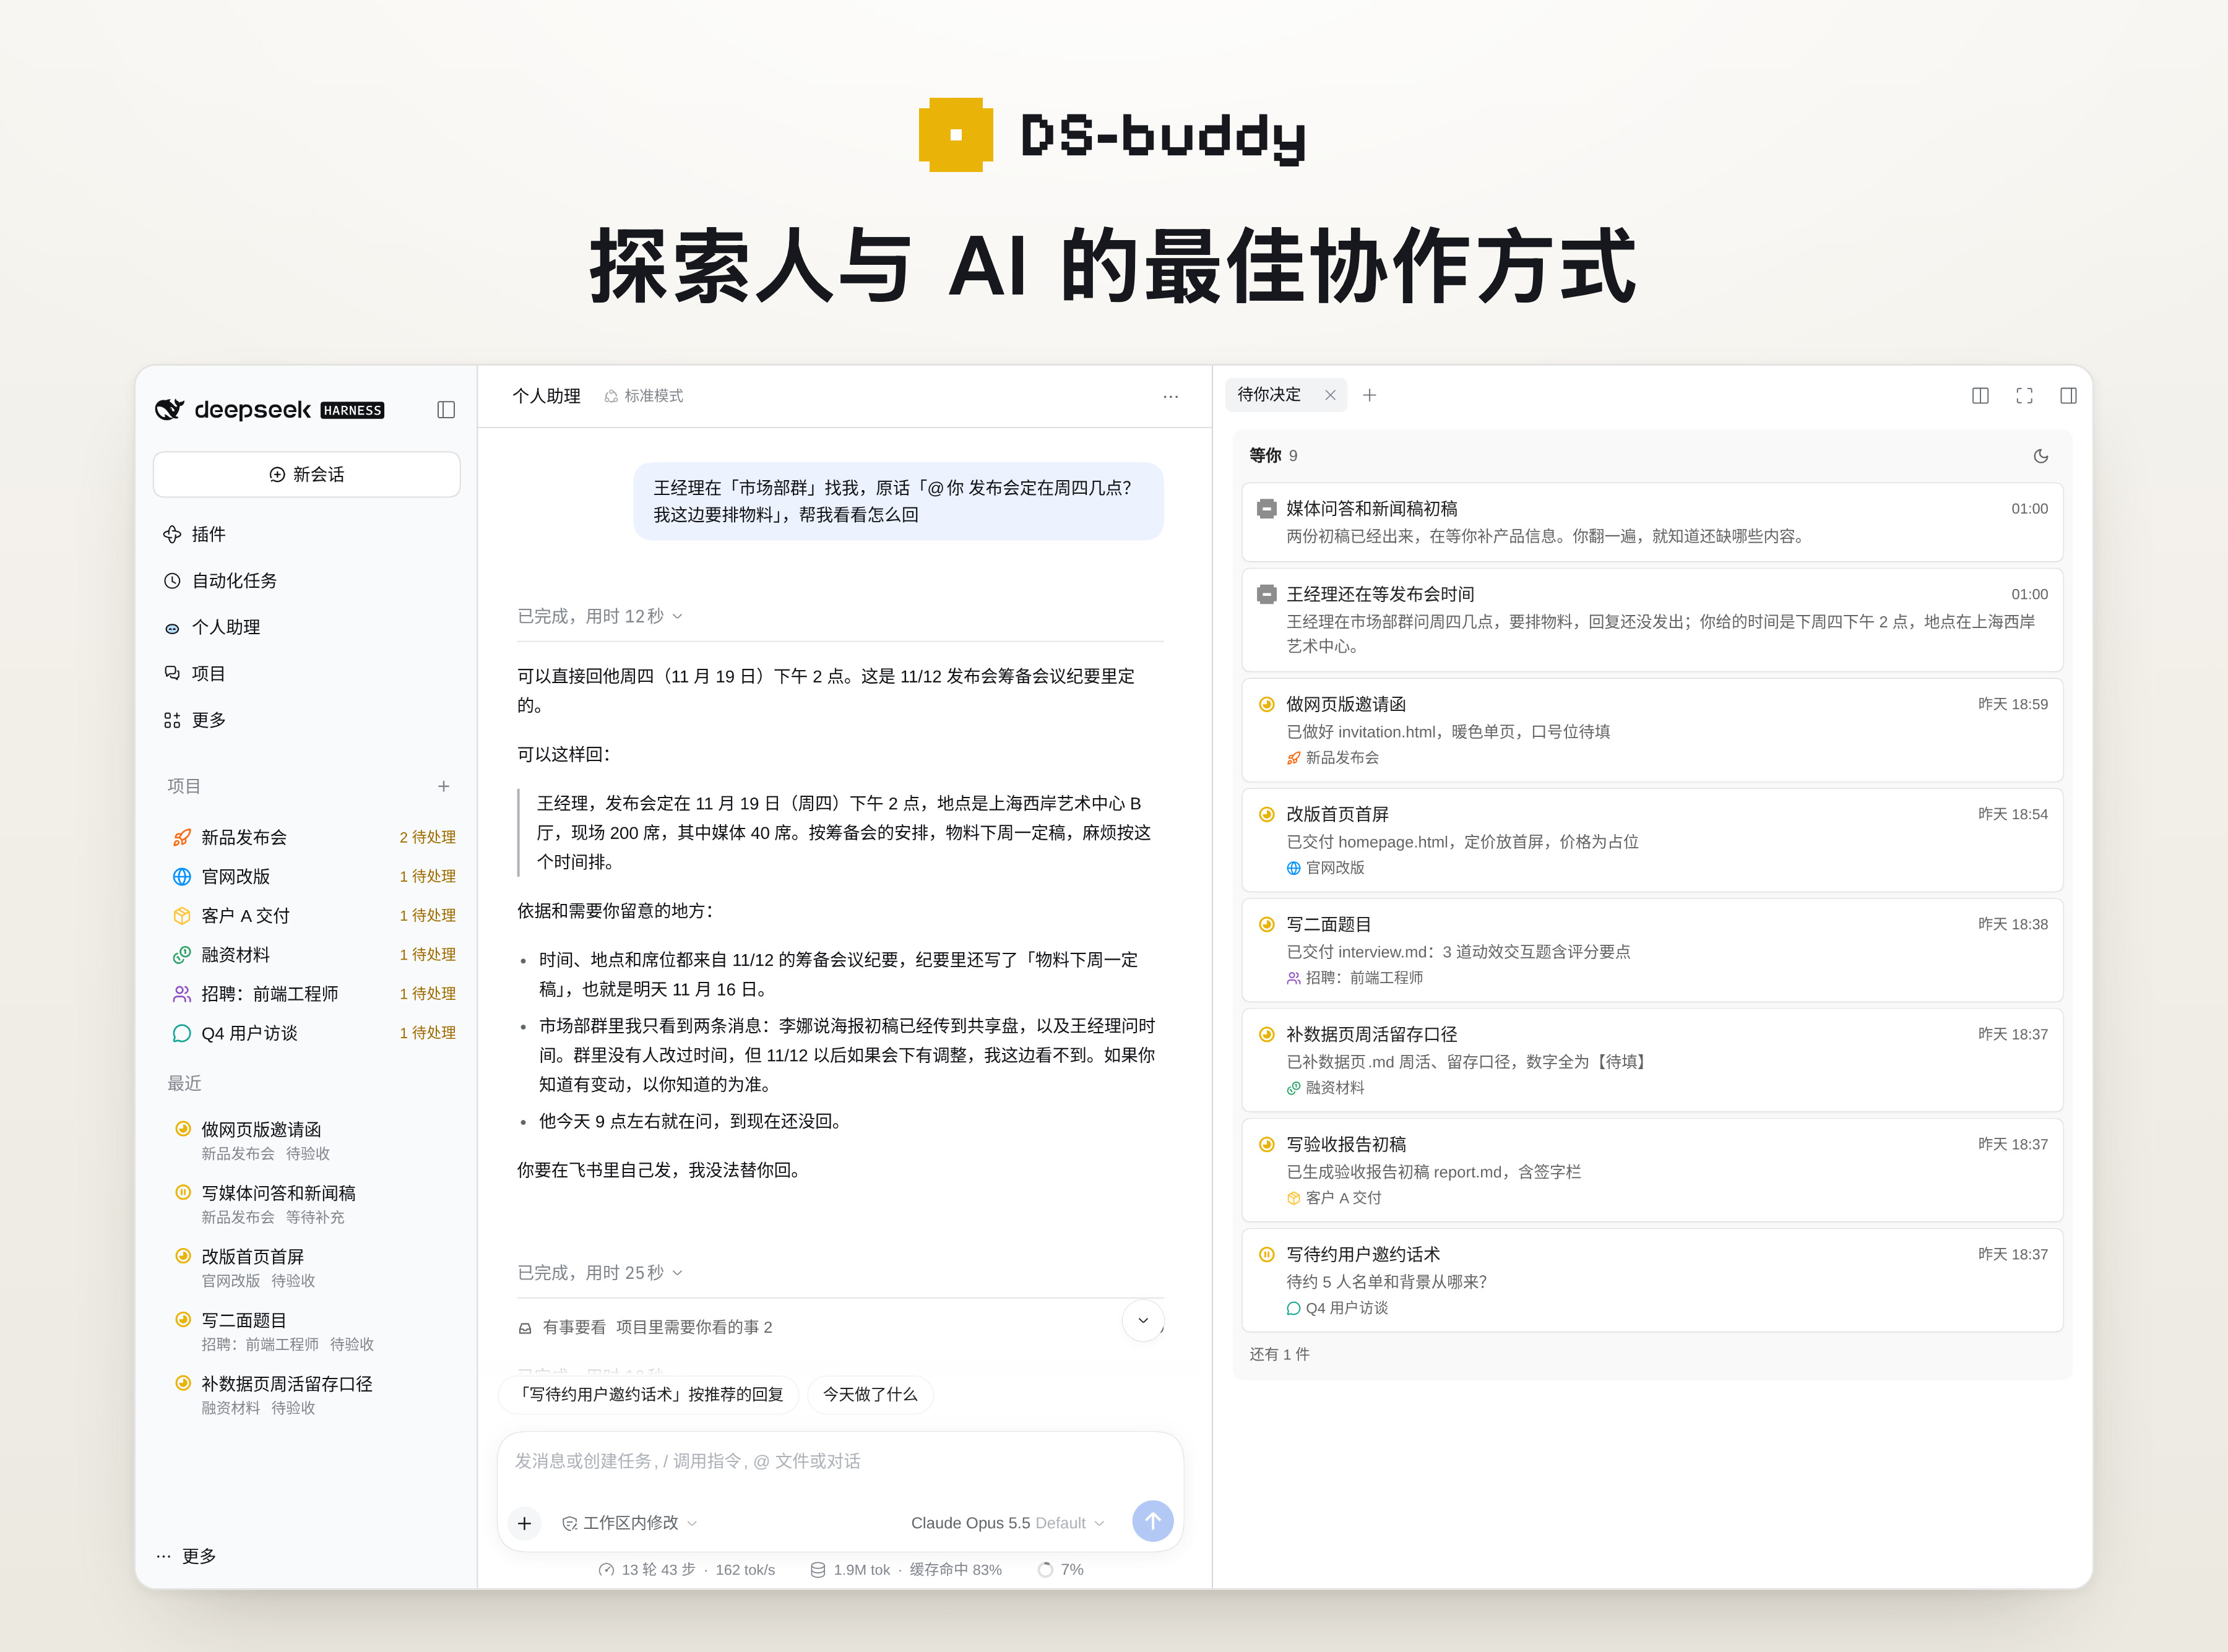 DS-buddy
探索人与 AI 的最佳协作方式
deepseek HARNESS
新会话
插件
自动化任务
个人助理
项目
更多
项目
新品发布会 2 待处理
官网改版 1 待处理
客户 A 交付 1 待处理
融资材料 1 待处理
招聘：前端工程师 1 待处理
Q4 用户访谈 1 待处理
最近
做网页版邀请函
新品发布会 待验收
写媒体问答和新闻稿
新品发布会 等待补充
改版首页首屏
官网改版 待验收
写二面题目
招聘：前端工程师 待验收
补数据页周活留存口径
融资材料 待验收
更多
个人助理 标准模式
王经理在「市场部群」找我，原话「@你 发布会定在周四几点？
我这边要排物料」，帮我看看怎么回
已完成，用时 12秒
可以直接回他周四（11 月 19 日）下午 2 点。这是 11/12 发布会筹备会议纪要里定
的。
可以这样回：
王经理，发布会定在 11 月 19 日（周四）下午 2 点，地点是上海西岸艺术中心 B
厅，现场 200 席，其中媒体 40 席。按筹备会的安排，物料下周一定稿，麻烦按这
个时间排。
依据和需要你留意的地方：
• 时间、地点和席位都来自 11/12 的筹备会议纪要，纪要里还写了「物料下周一定
稿」，也就是明天 11 月 16 日。
• 市场部群里我只看到两条消息：李娜说海报初稿已经传到共享盘，以及王经理问时
间。群里没有人改过时间，但 11/12 以后如果会下有调整，我这边看不到。如果你
知道有变动，以你知道的为准。
• 他今天 9 点左右就在问，到现在还没回。
你要在飞书里自己发，我没法替你回。
已完成，用时 25秒
有事要看 项目里需要你看的事 2
「写待约用户邀约话术」按推荐的回复
今天做了什么
发消息或创建任务, / 调用指令, @ 文件或对话
工作区内修改
Claude Opus 5.5 Default
13 轮 43 步 · 162 tok/s 1.9M tok · 缓存命中 83% 7%
待你决定
等你 9
媒体问答和新闻稿初稿 01:00
两份初稿已经出来，在等你补产品信息。你翻一遍，就知道还缺哪些内容。
王经理还在等发布会时间 01:00
王经理在市场部群问周四几点，要排物料，回复还没发出；你给的时间是下周四下午 2 点，地点在上海西岸
艺术中心。
做网页版邀请函 昨天 18:59
已做好 invitation.html，暖色单页，口号位待填
新品发布会
改版首页首屏 昨天 18:54
已交付 homepage.html，定价放首屏，价格为占位
官网改版
写二面题目 昨天 18:38
已交付 interview.md：3 道动效交互题含评分要点
招聘：前端工程师
补数据页周活留存口径 昨天 18:37
已补数据页.md 周活、留存口径，数字全为【待填】
融资材料
写验收报告初稿 昨天 18:37
已生成验收报告初稿 report.md，含签字栏
客户 A 交付
写待约用户邀约话术 昨天 18:37
待约 5 人名单和背景从哪来？
Q4 用户访谈
还有 1 件